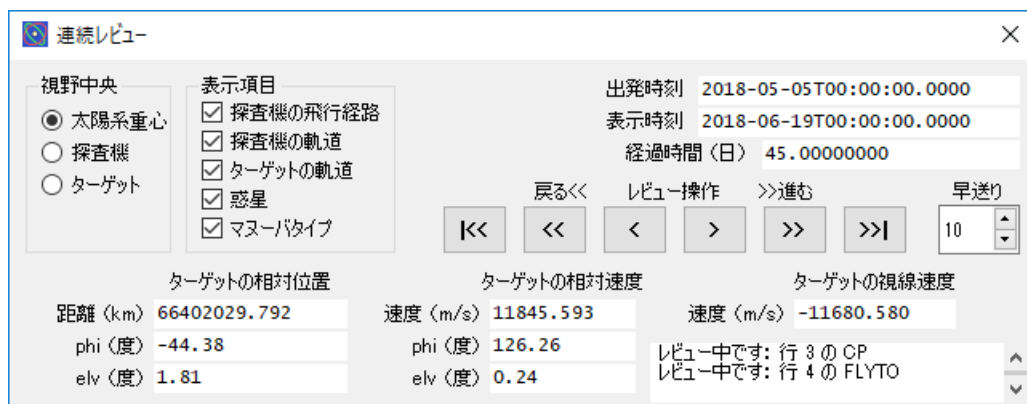 連続レビュー
視野中央
太陽系重心
探査機
ターゲット
表示項目
探査機の飛行経路
探査機の軌道
ターゲットの軌道
惑星
マヌーバタイプ
出発時刻 2018-05-05T00:00:00.0000
表示時刻 2018-06-19T00:00:00.0000
経過時間（日） 45.00000000
戻る<< レビュー操作 >>進む 早送り
|<< << < > >> >>| 10
ターゲットの相対位置
距離（km） 66402029.792
phi（度） -44.38
elv（度） 1.81
ターゲットの相対速度
速度（m/s） 11845.593
phi（度） 126.26
elv（度） 0.24
ターゲットの視線速度
速度（m/s） -11680.580
レビュー中です: 行 3 の CP
レビュー中です: 行 4 の FLYTO